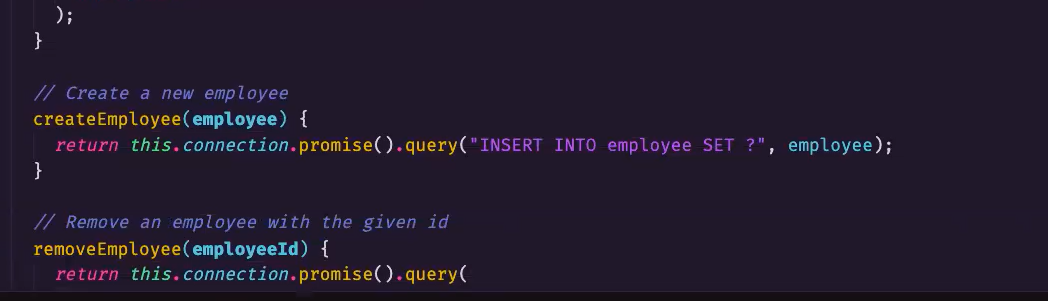 );
}
// Create a new employee
createEmployee(employee) {
return this.connection.promise().query("INSERT INTO employee SET ?", employee);
}
// Remove an employee with the given id
removeEmployee(employeeId) {
return this.connection.promise().query(